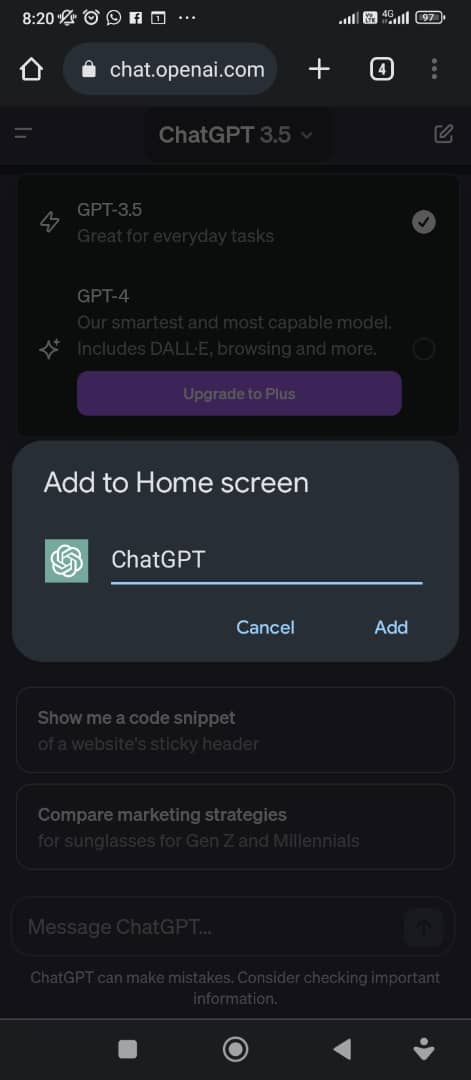 8:20
4G
97
chat.openai.com
4
ChatGPT 3.5
GPT-3.5
Great for everyday tasks
GPT-4
Our smartest and most capable model.
Includes DALL·E, browsing and more.
Upgrade to Plus
Add to Home screen
ChatGPT
Cancel
Add
Show me a code snippet
of a website's sticky header
Compare marketing strategies
for sunglasses for Gen Z and Millennials
Message ChatGPT...
ChatGPT can make mistakes. Consider checking important
information.